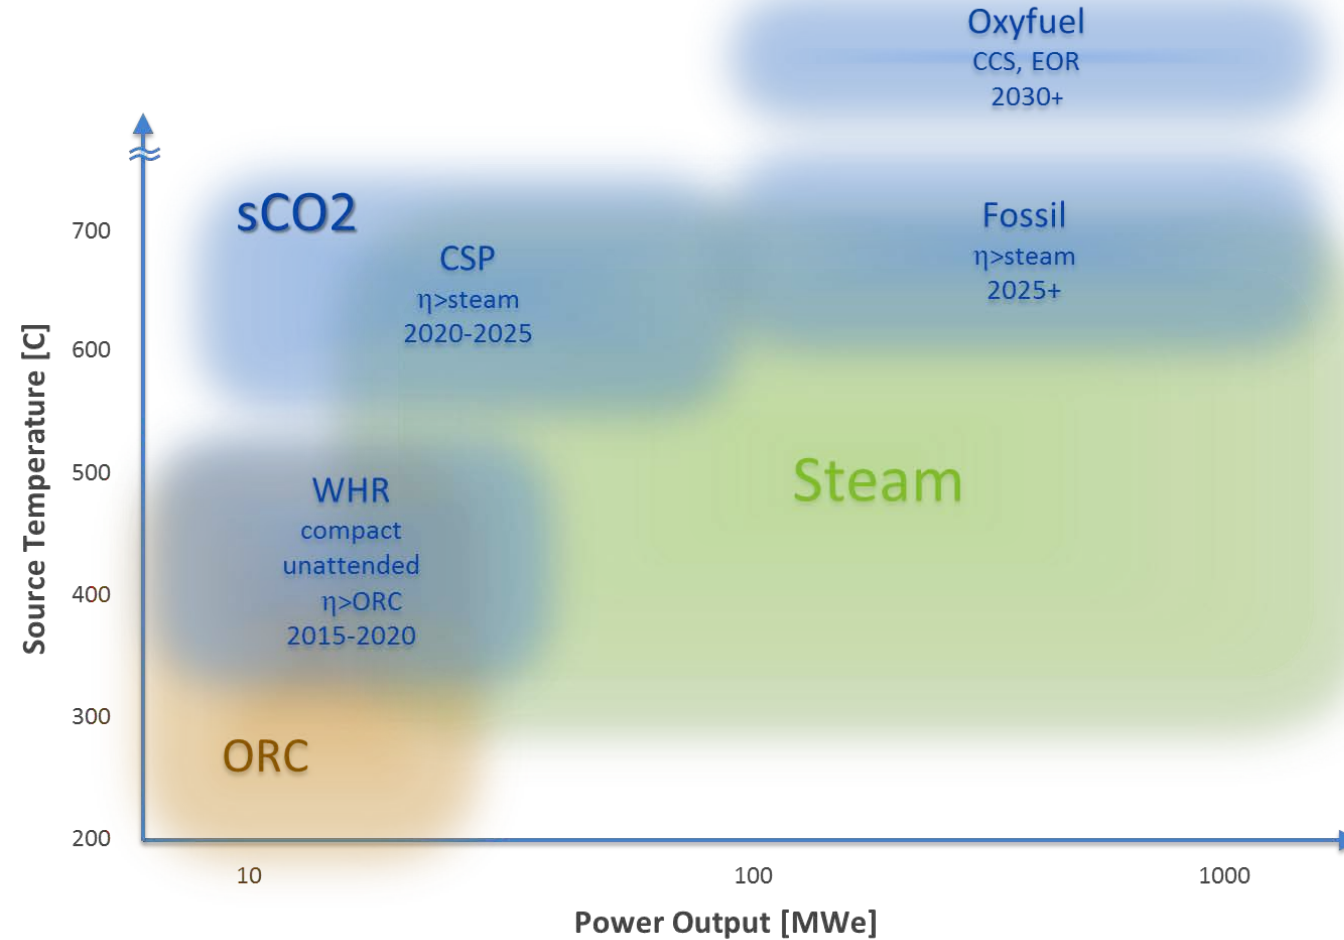 Oxyfuel
CCS, EOR
2030+
sCO2
Fossil
η>steam
2025+
CSP
η>steam
2020-2025
Steam
WHR
compact
unattended
η>ORC
2015-2020
ORC
Source Temperature [C]
700
600
500
400
300
200
10
100
1000
Power Output [MWe]